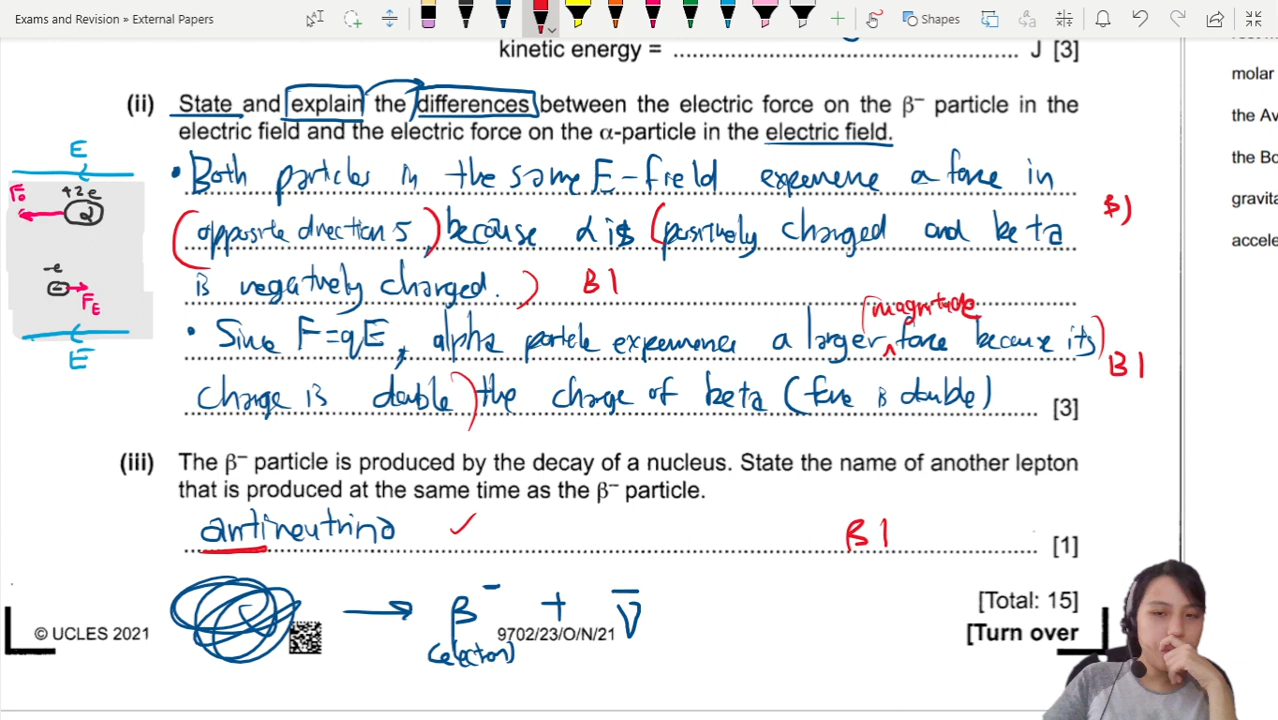 Exams and Revision » External Papers
Shapes
kinetic energy = ........ J [3]
molar
(ii) State and explain the differences between the electric force on the β⁻ particle in the
the Av
electric field and the electric force on the α-particle in the electric field.
E
• Both particles in the same E-field experience a force in
the Bo
+2e
FE
α
gravita
(opposite directions) because α is (positively charged and beta
B1
accele
is negatively charged.) B1
-e
FE
magnitude
• Since F=qE, alpha particle experience a larger force because its)
B1
E
charge is double) the charge of beta (force is double)
[3]
(iii) The β⁻ particle is produced by the decay of a nucleus. State the name of another lepton
that is produced at the same time as the β⁻ particle.
antineutrino ✓ B1
[1]
→ β⁻ + ν̄
(electron)
[Total: 15]
© UCLES 2021
9702/23/O/N/21
[Turn over